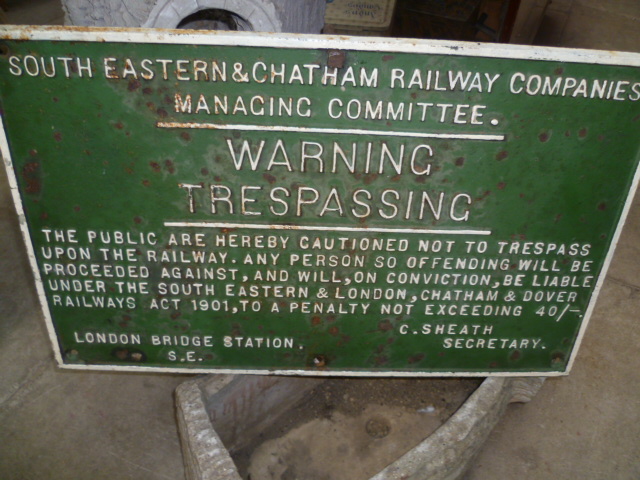 SOUTH EASTERN & CHATHAM RAILWAY COMPANIES
MANAGING COMMITTEE.
WARNING
TRESPASSING
THE PUBLIC ARE HEREBY CAUTIONED NOT TO TRESPASS
UPON THE RAILWAY. ANY PERSON SO OFFENDING WILL BE
PROCEEDED AGAINST, AND WILL, ON CONVICTION, BE LIABLE
UNDER THE SOUTH EASTERN & LONDON, CHATHAM & DOVER
RAILWAYS ACT 1901, TO A PENALTY NOT EXCEEDING 40/-.
C. SHEATH
LONDON BRIDGE STATION. SECRETARY.
S.E.